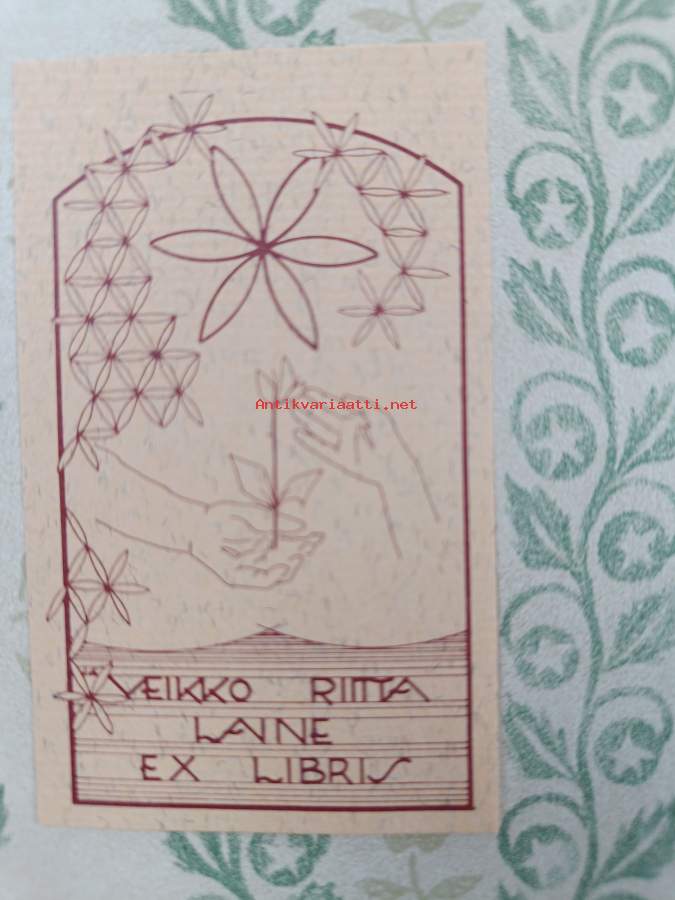 Antikvariaatti.net
VEIKKO RIITTA
LAINE
EX LIBRIS